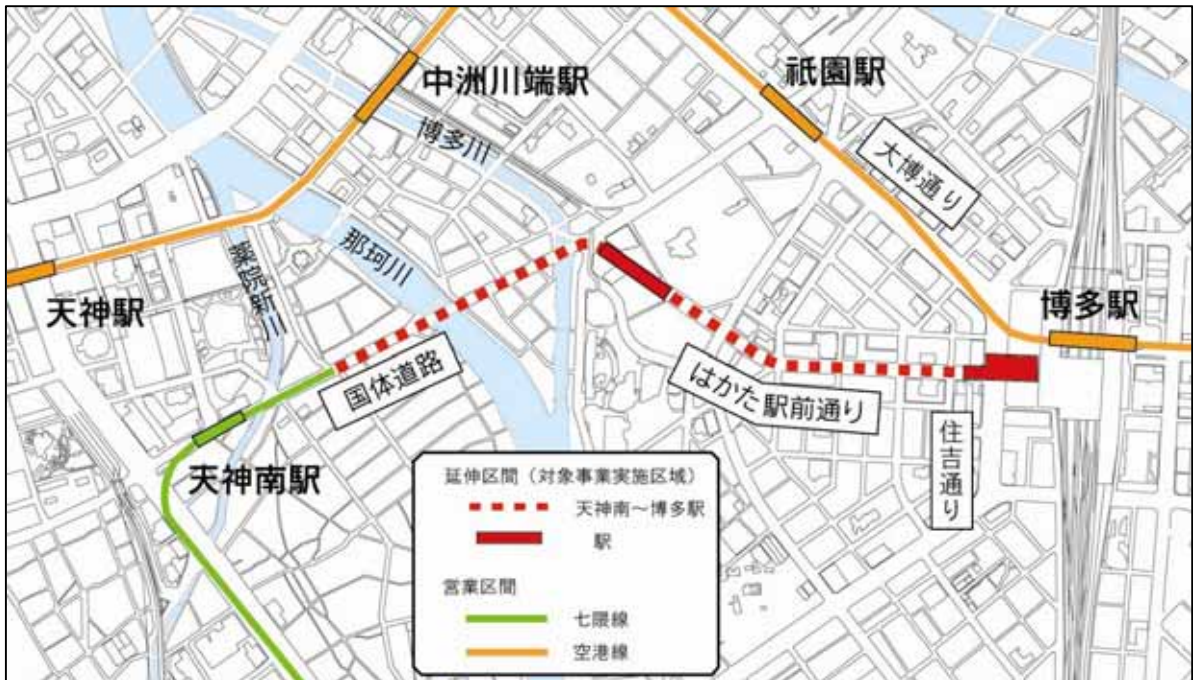 中洲川端駅
祇園駅
博多川
大博通り
那珂川
薬院新川
天神駅
博多駅
国体道路
はかた駅前通り
住吉通り
天神南駅
延伸区間（対象事業実施区域）
天神南～博多駅
駅
営業区間
七隈線
空港線